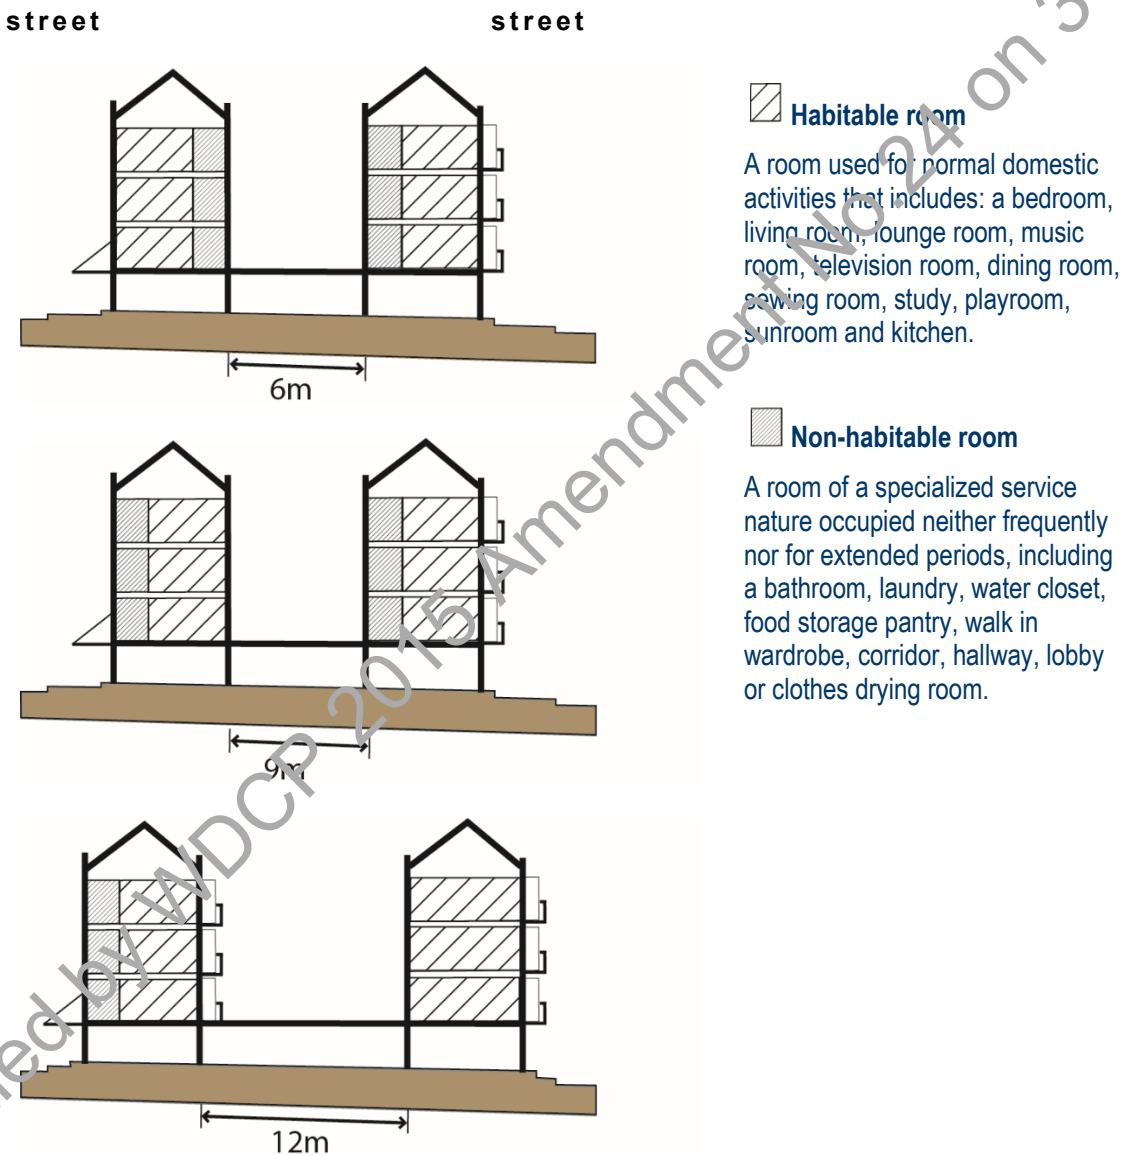 street street
Habitable room
A room used for normal domestic
activities that includes: a bedroom,
living room, lounge room, music
room, television room, dining room,
sewing room, study, playroom,
sunroom and kitchen.
6m
Non-habitable room
A room of a specialized service
nature occupied neither frequently
nor for extended periods, including
a bathroom, laundry, water closet,
food storage pantry, walk in
wardrobe, corridor, hallway, lobby
or clothes drying room.
9m
12m
by WDCP 2015 Amendment No.24 on